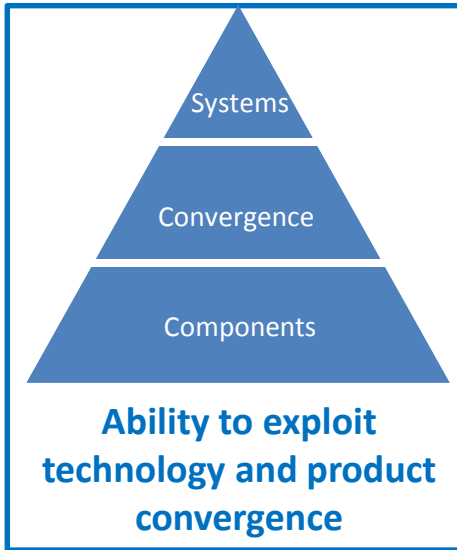 Systems
Convergence
Components
Ability to exploit
technology and product
convergence